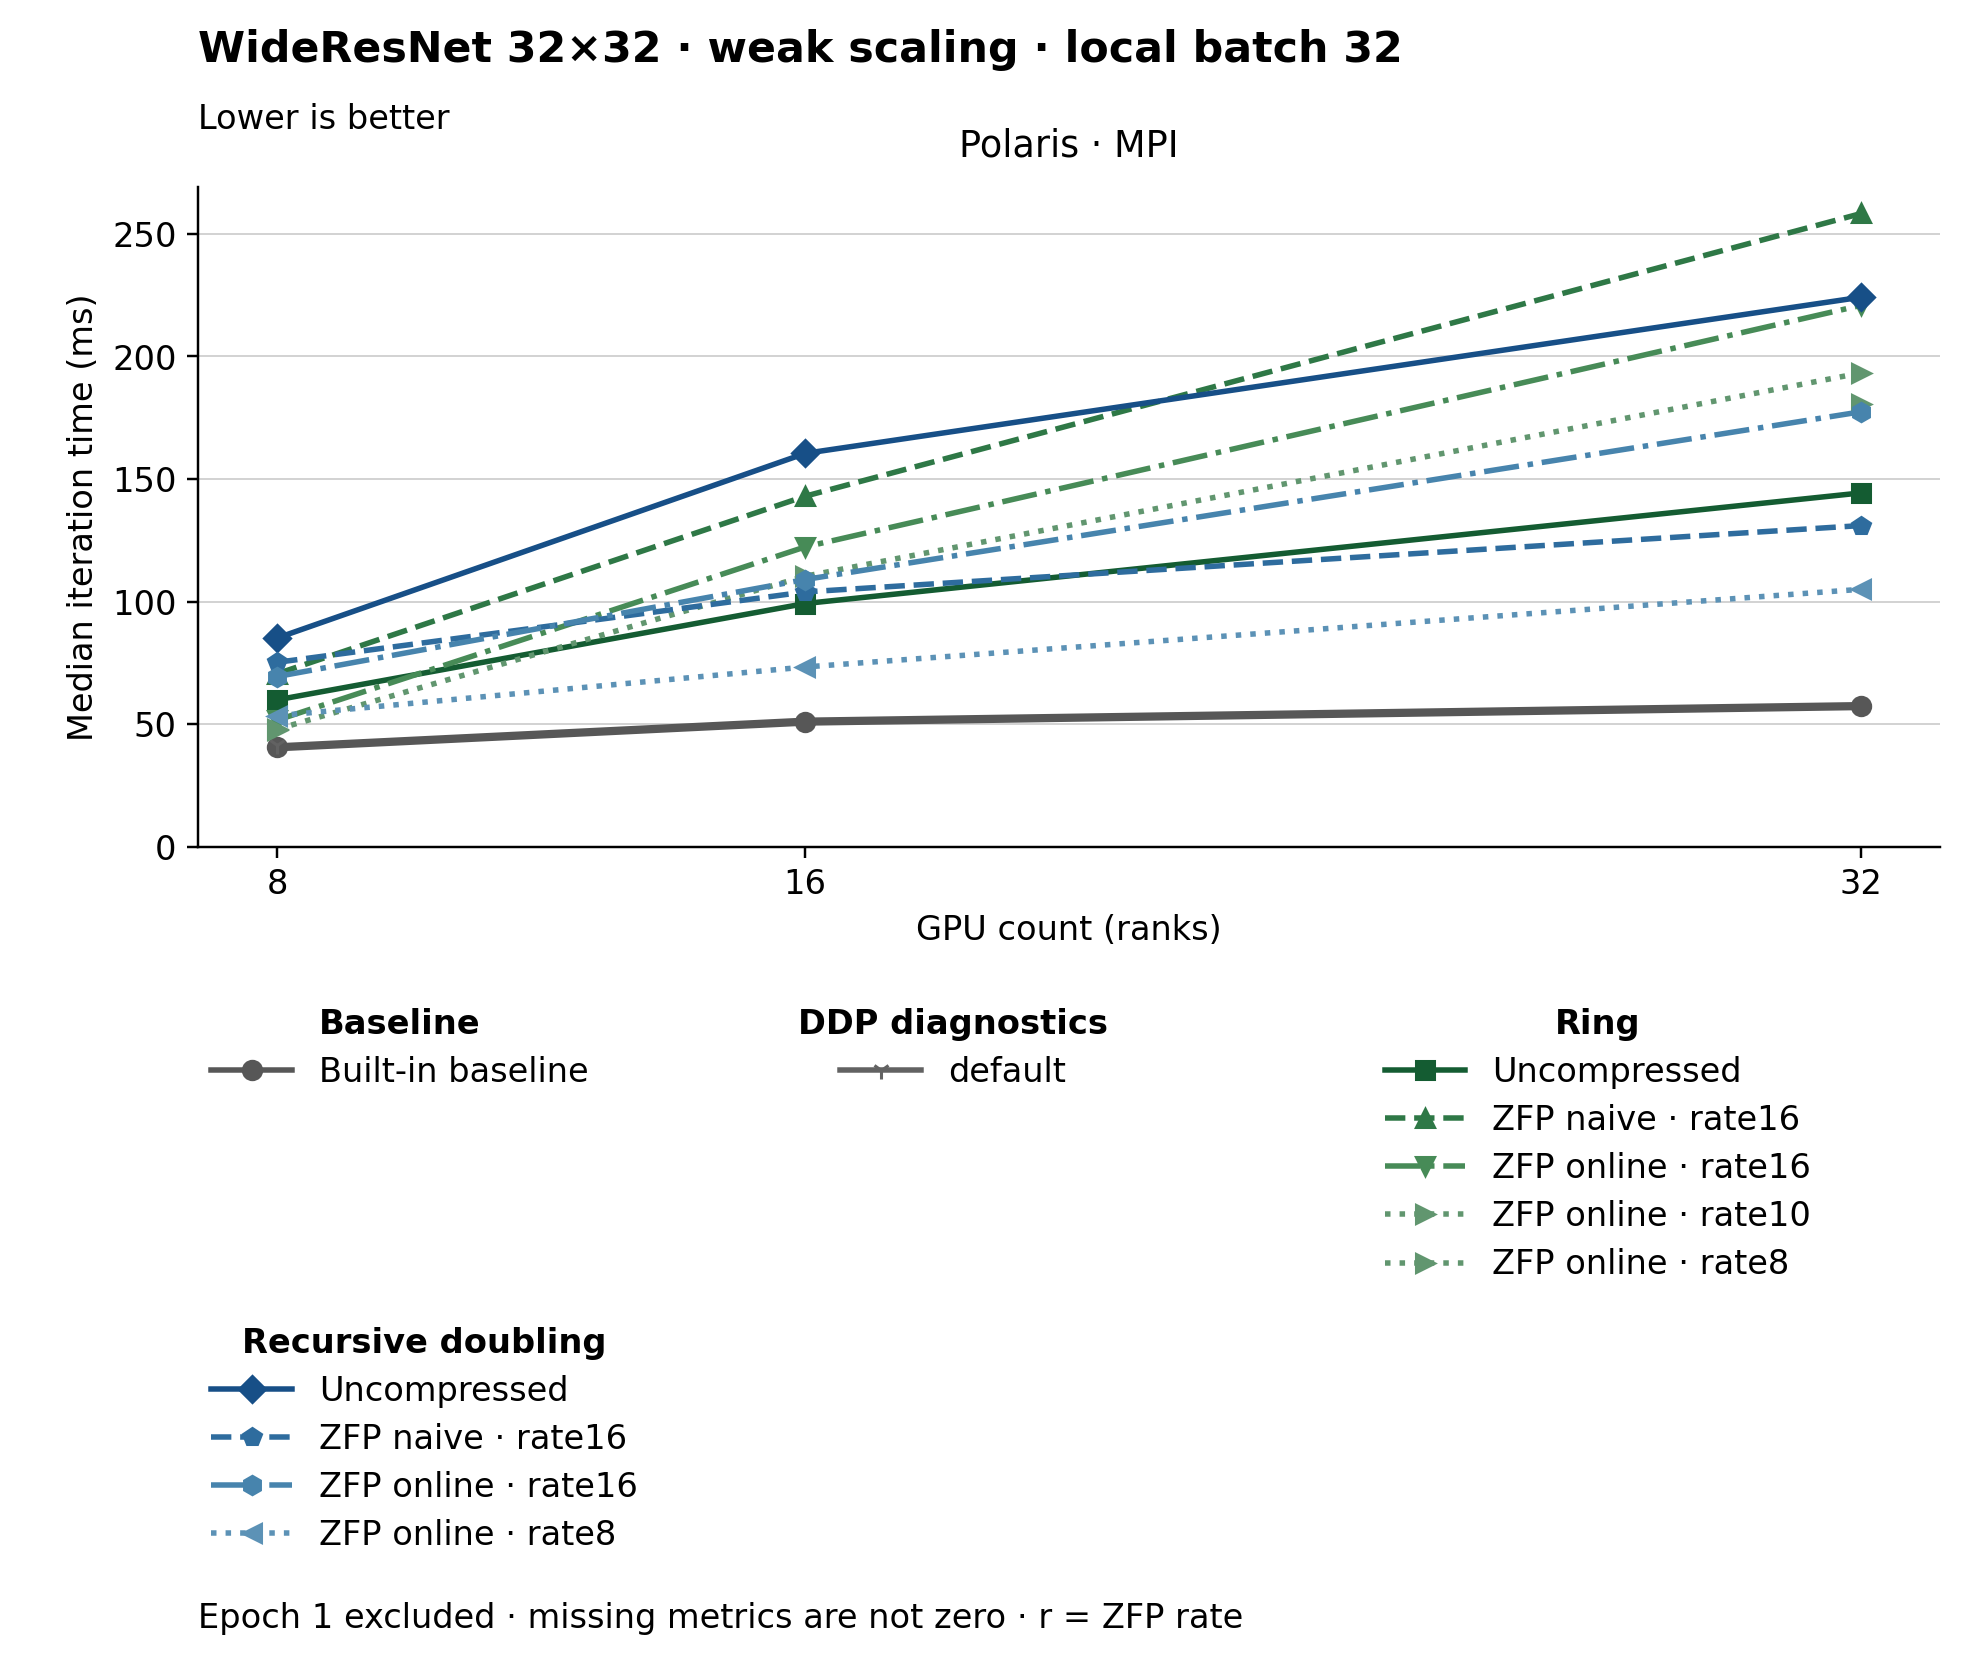 WideResNet 32×32 · weak scaling · local batch 32
Lower is better
Polaris · MPI
Median iteration time (ms)
250
200
150
100
50
0
8
16
32
GPU count (ranks)
Baseline
Built-in baseline
DDP diagnostics
default
Ring
Uncompressed
ZFP naive · rate16
ZFP online · rate16
ZFP online · rate10
ZFP online · rate8
Recursive doubling
Uncompressed
ZFP naive · rate16
ZFP online · rate16
ZFP online · rate8
Epoch 1 excluded · missing metrics are not zero · r = ZFP rate